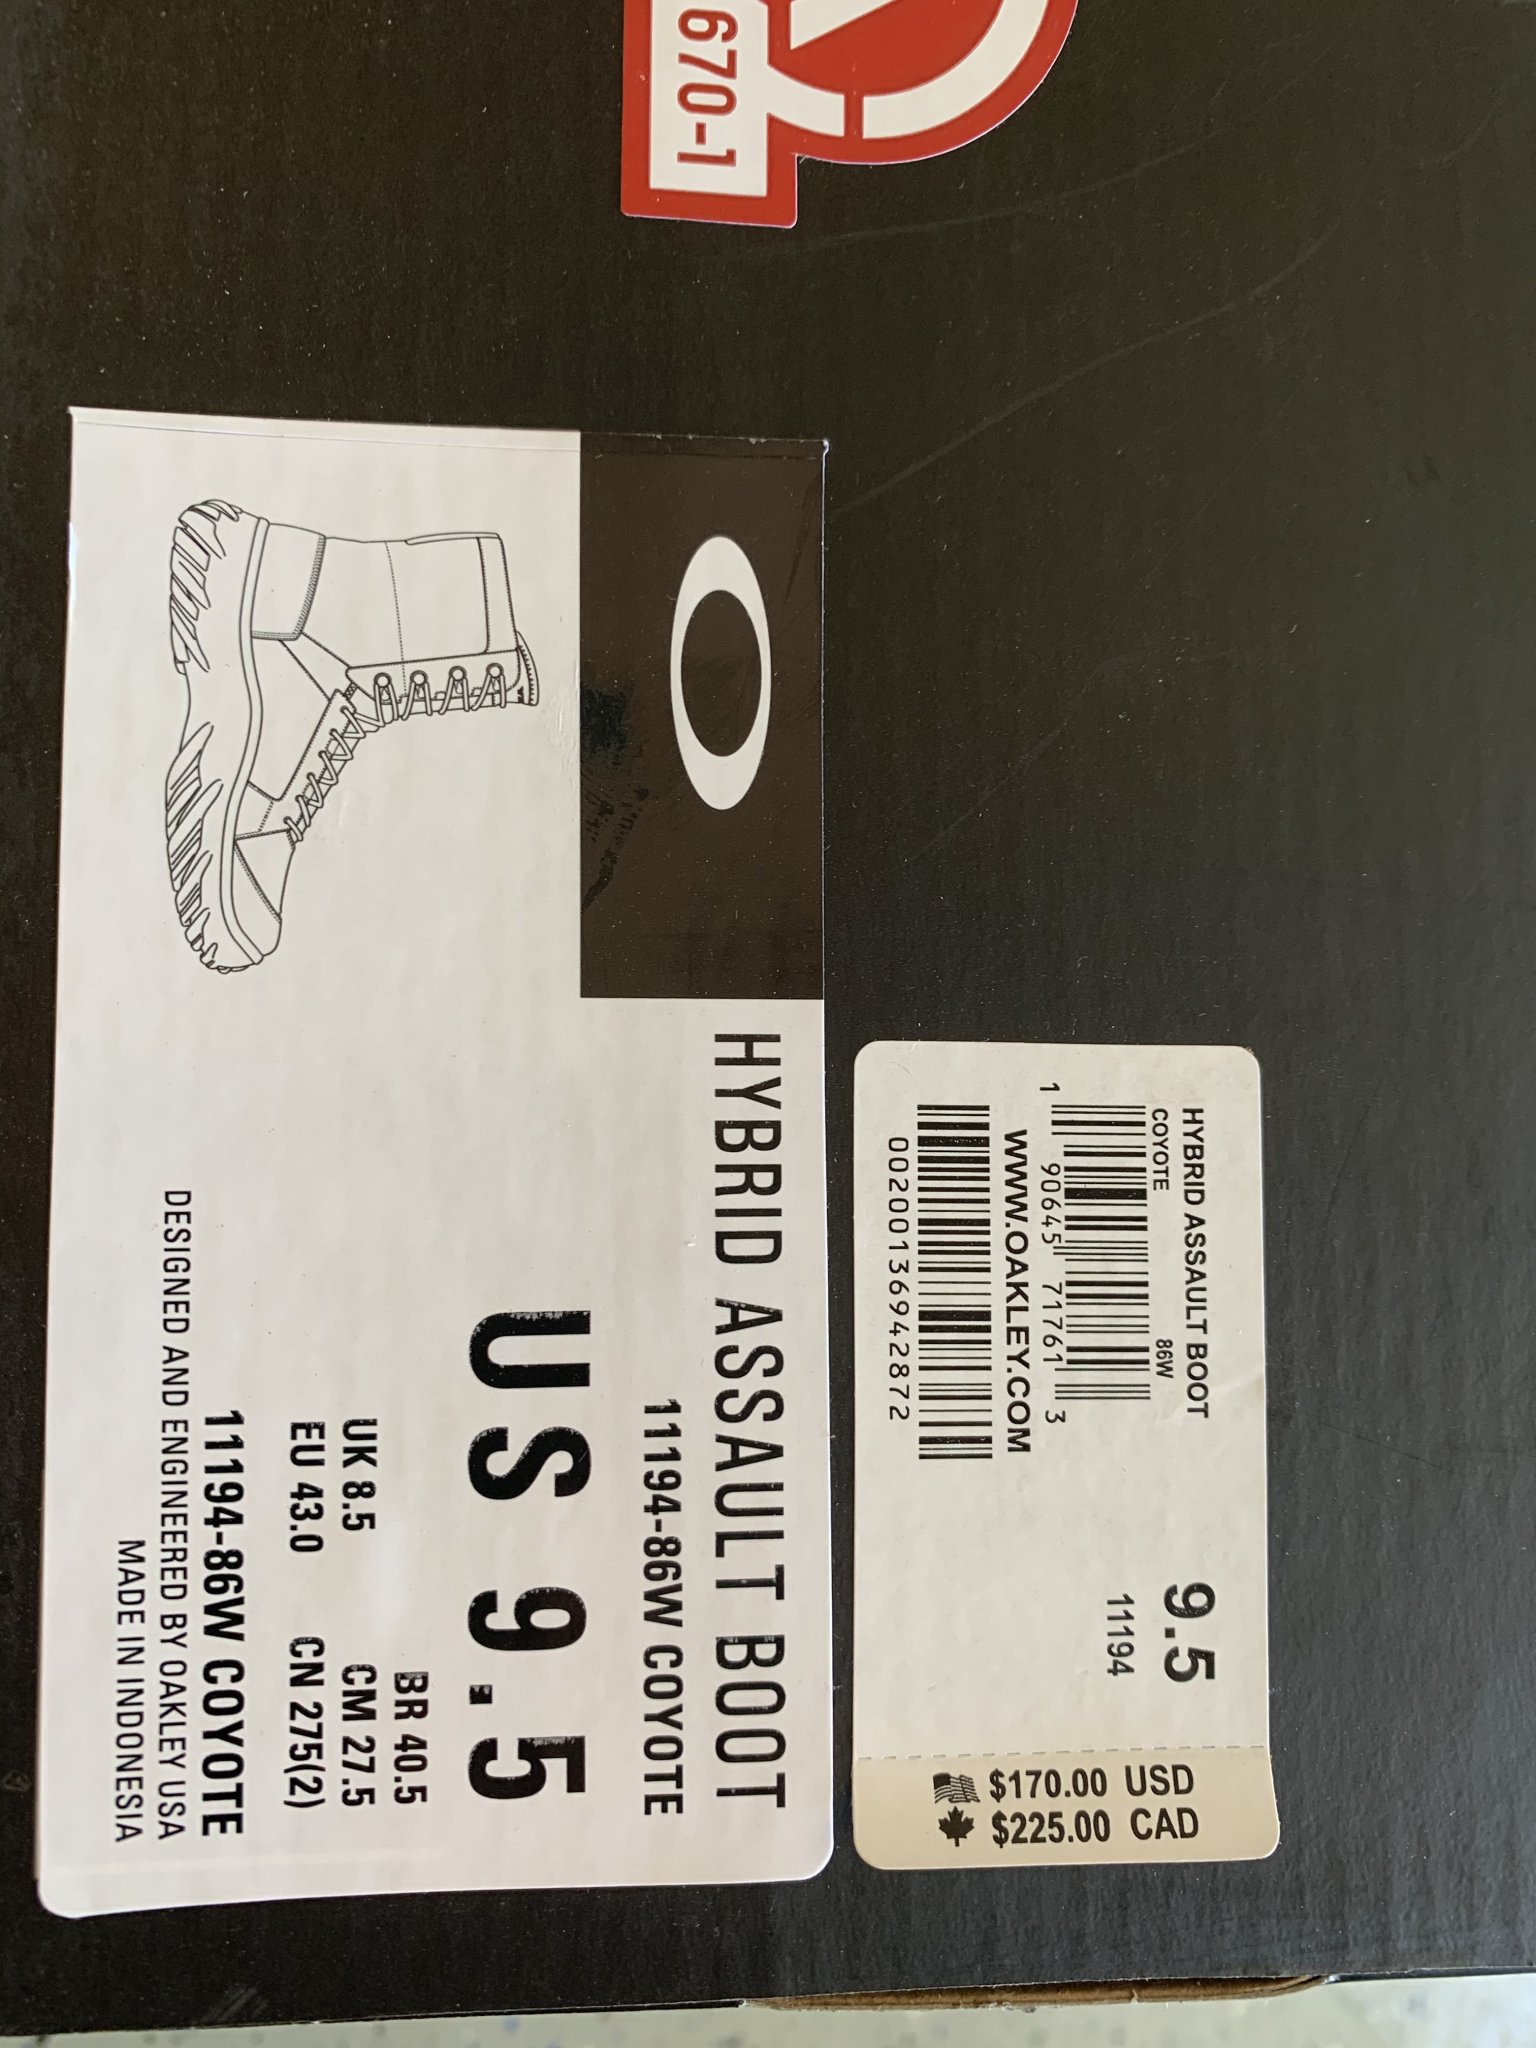 670-1
HYBRID ASSAULT BOOT
11194-86W COYOTE
US 9.5
BR 40.5
UK 8.5 CM 27.5
EU 43.0 CN 275(2)
11194-86W COYOTE
DESIGNED AND ENGINEERED BY OAKLEY USA
MADE IN INDONESIA
HYBRID ASSAULT BOOT
COYOTE 86W
9.5
11194
1 90645 71761 3
WWW.OAKLEY.COM
00200136942872
$170.00 USD
$225.00 CAD